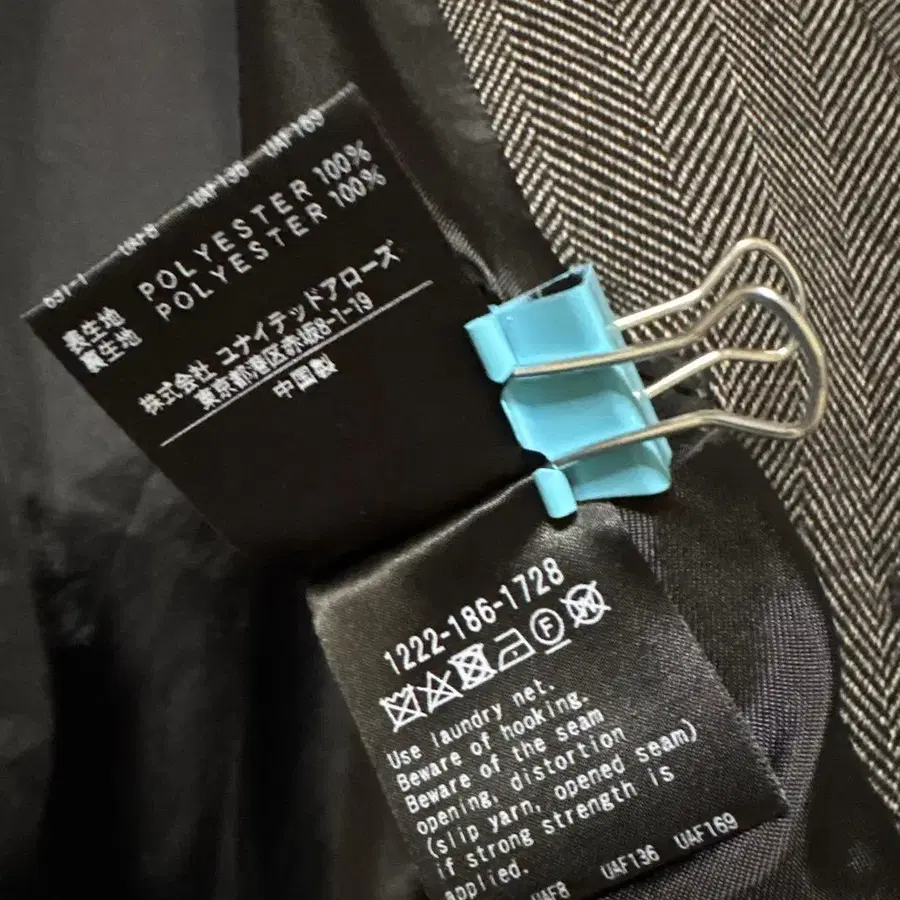 631-1 UAF8 UAF136 UAF169
表生地 POLYESTER 100%
裏生地 POLYESTER 100%
株式会社 ユナイテッドアローズ
東京都港区赤坂8-1-19
中国製
1222-186-1728
F W
Use laundry net.
Beware of hooking.
Beware of the seam
opening, distortion
(slip yarn, opened seam)
if strong strength is
applied.
UAF8 UAF136 UAF169